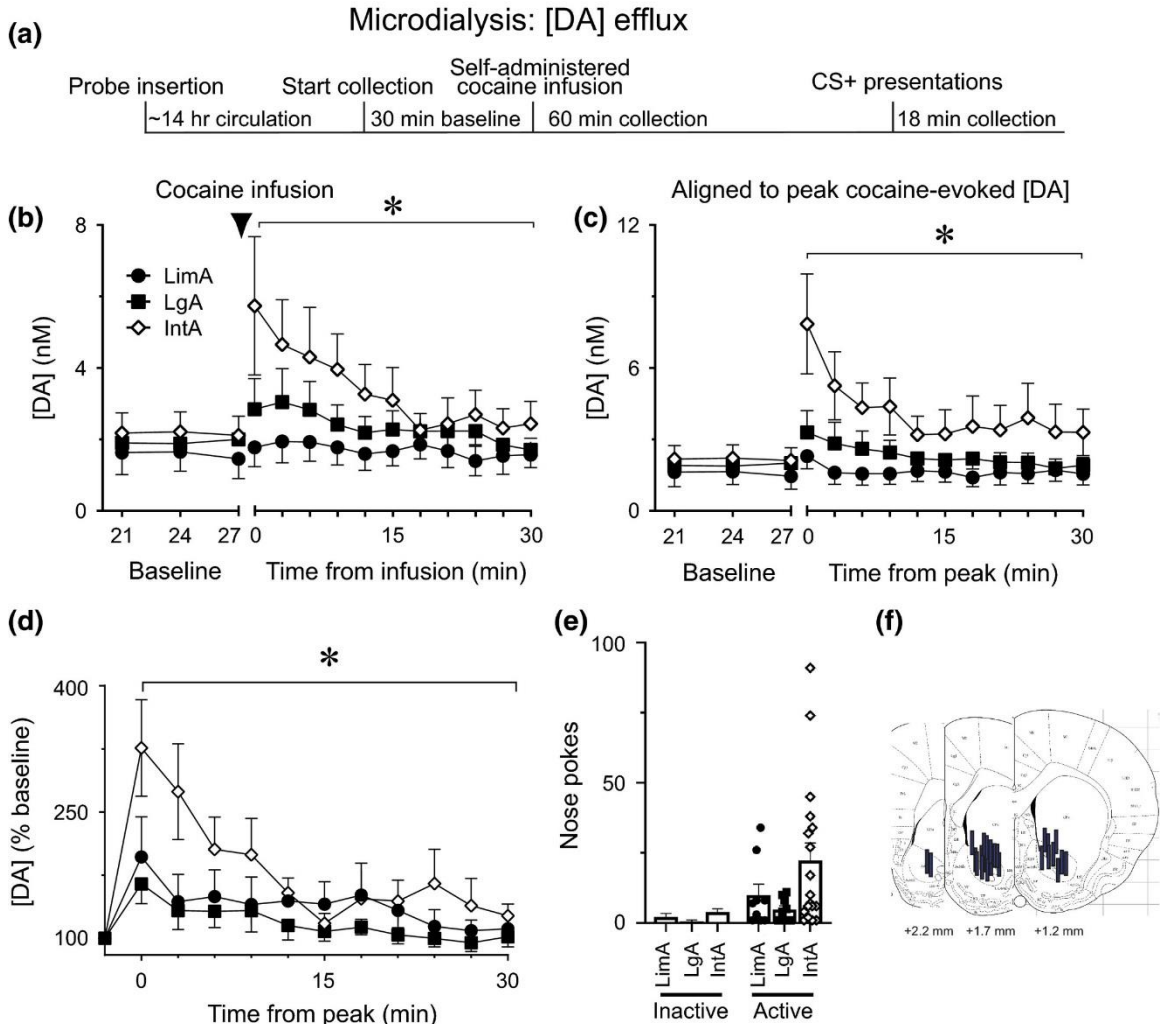 Microdialysis: [DA] efflux
(a)
Self-administered
Probe insertion Start collection cocaine infusion CS+ presentations
~14 hr circulation 30 min baseline 60 min collection 18 min collection
Cocaine infusion Aligned to peak cocaine-evoked [DA]
(b)
8
*
LimA
LgA
IntA
[DA] (nM)
4
0
21 24 27 0 15 30
Baseline Time from infusion (min)
(c)
12
*
[DA] (nM)
6
0
21 24 27 0 15 30
Baseline Time from peak (min)
(d)
*
400
[DA] (% baseline)
250
100
0 15 30
Time from peak (min)
(e)
100
Nose pokes
50
0
LimA LgA IntA LimA LgA IntA
Inactive Active
(f)
+2.2 mm +1.7 mm +1.2 mm